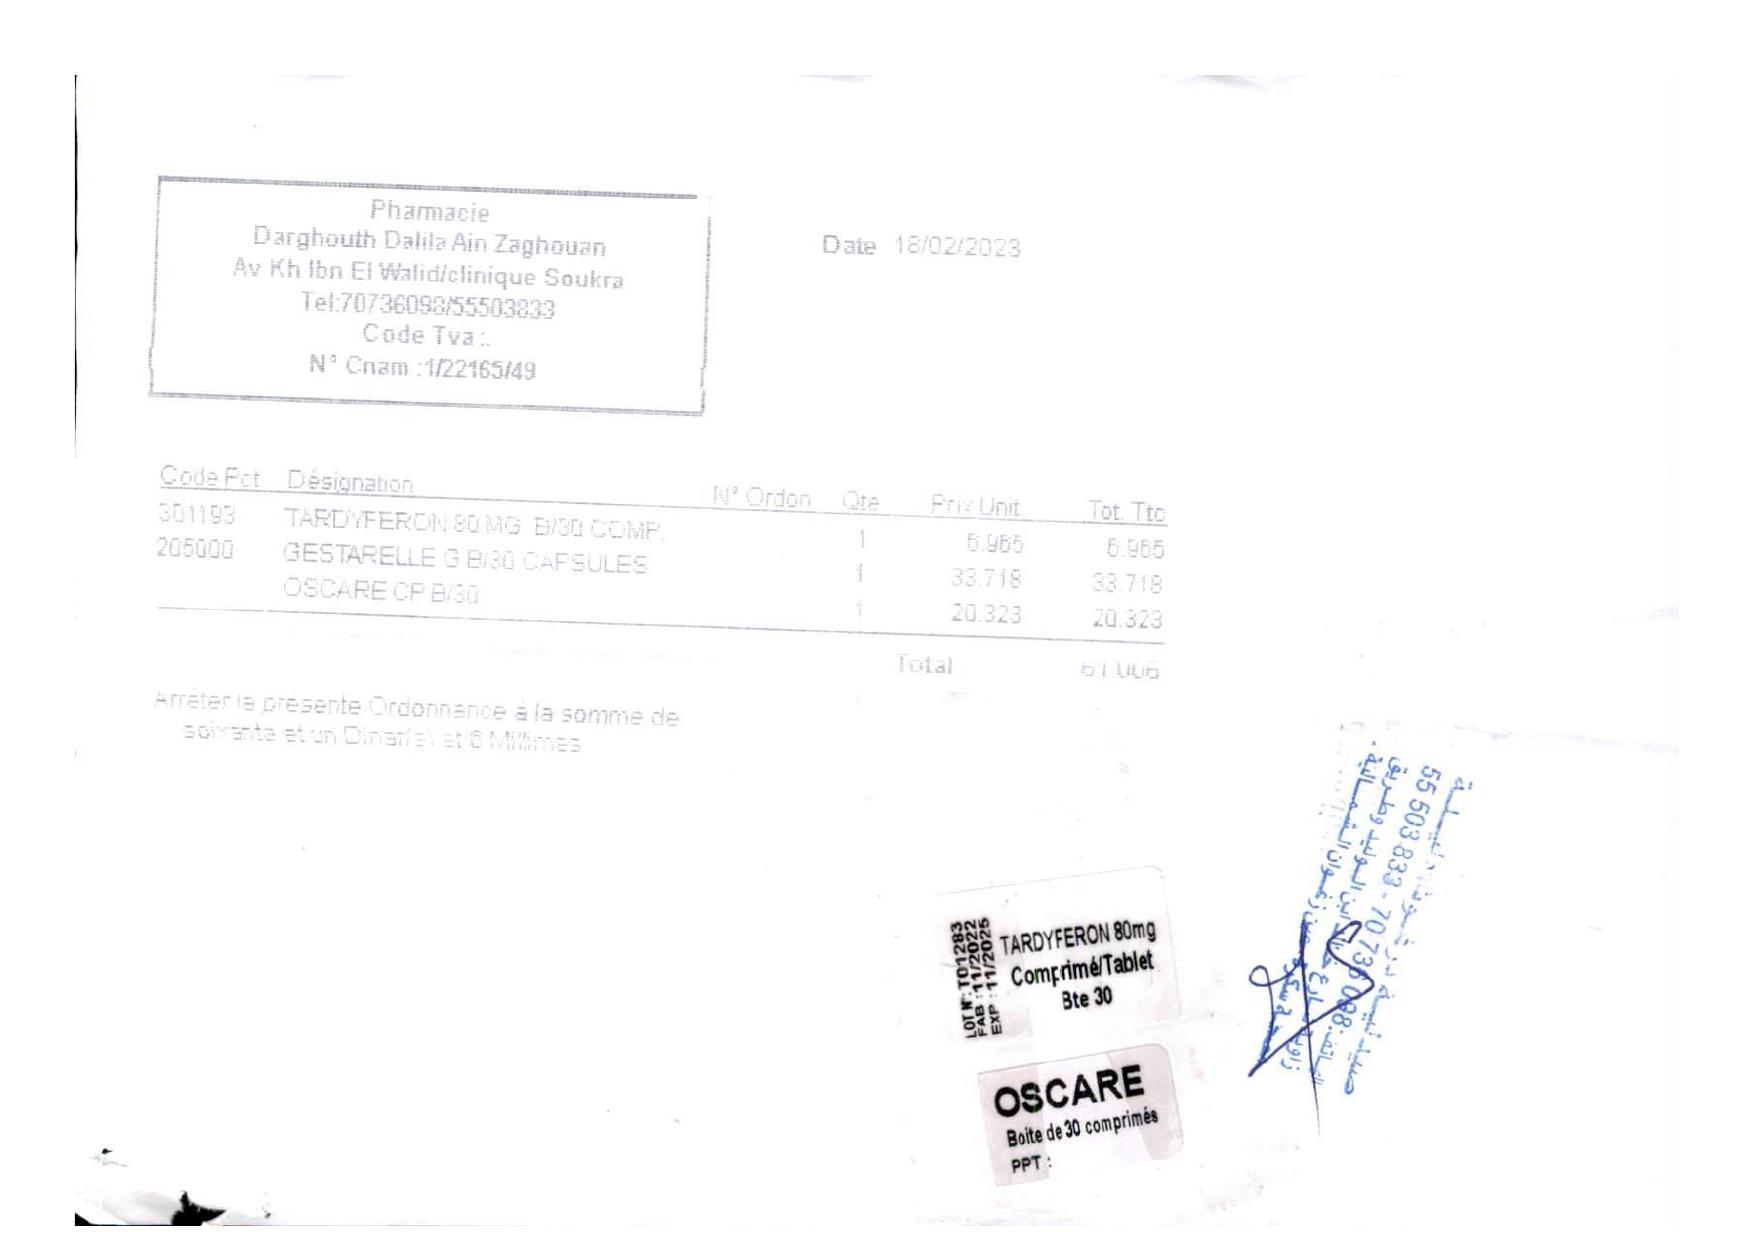 Pharmacie
Darghouth Dalila Ain Zaghouan
Av Kh Ibn El Walid/clinique Soukra
Tel:70736098/55503833
Code Tva :.
N° Cnam :1/22165/49
Date 18/02/2023
Code Pct Désignation N° Ordon Qte Prix Unit Tot. Ttc
301193 TARDYFERON 80 MG B/30 COMP. 1 6.965 6.965
205000 GESTARELLE G B/30 CAPSULES 1 33.718 33.718
OSCARE CP B/30 1 20.323 20.323
Total 61.006
Arrêter la présente Ordonnance à la somme de
soixante et un Dinar(s) et 6 Millimes
55 503 833 - 70 736 098
LOT N°: T01283
FAB : 11/2022
EXP : 11/2025
TARDYFERON 80mg
Comprimé/Tablet
Bte 30
OSCARE
Boite de 30 comprimés
PPT :